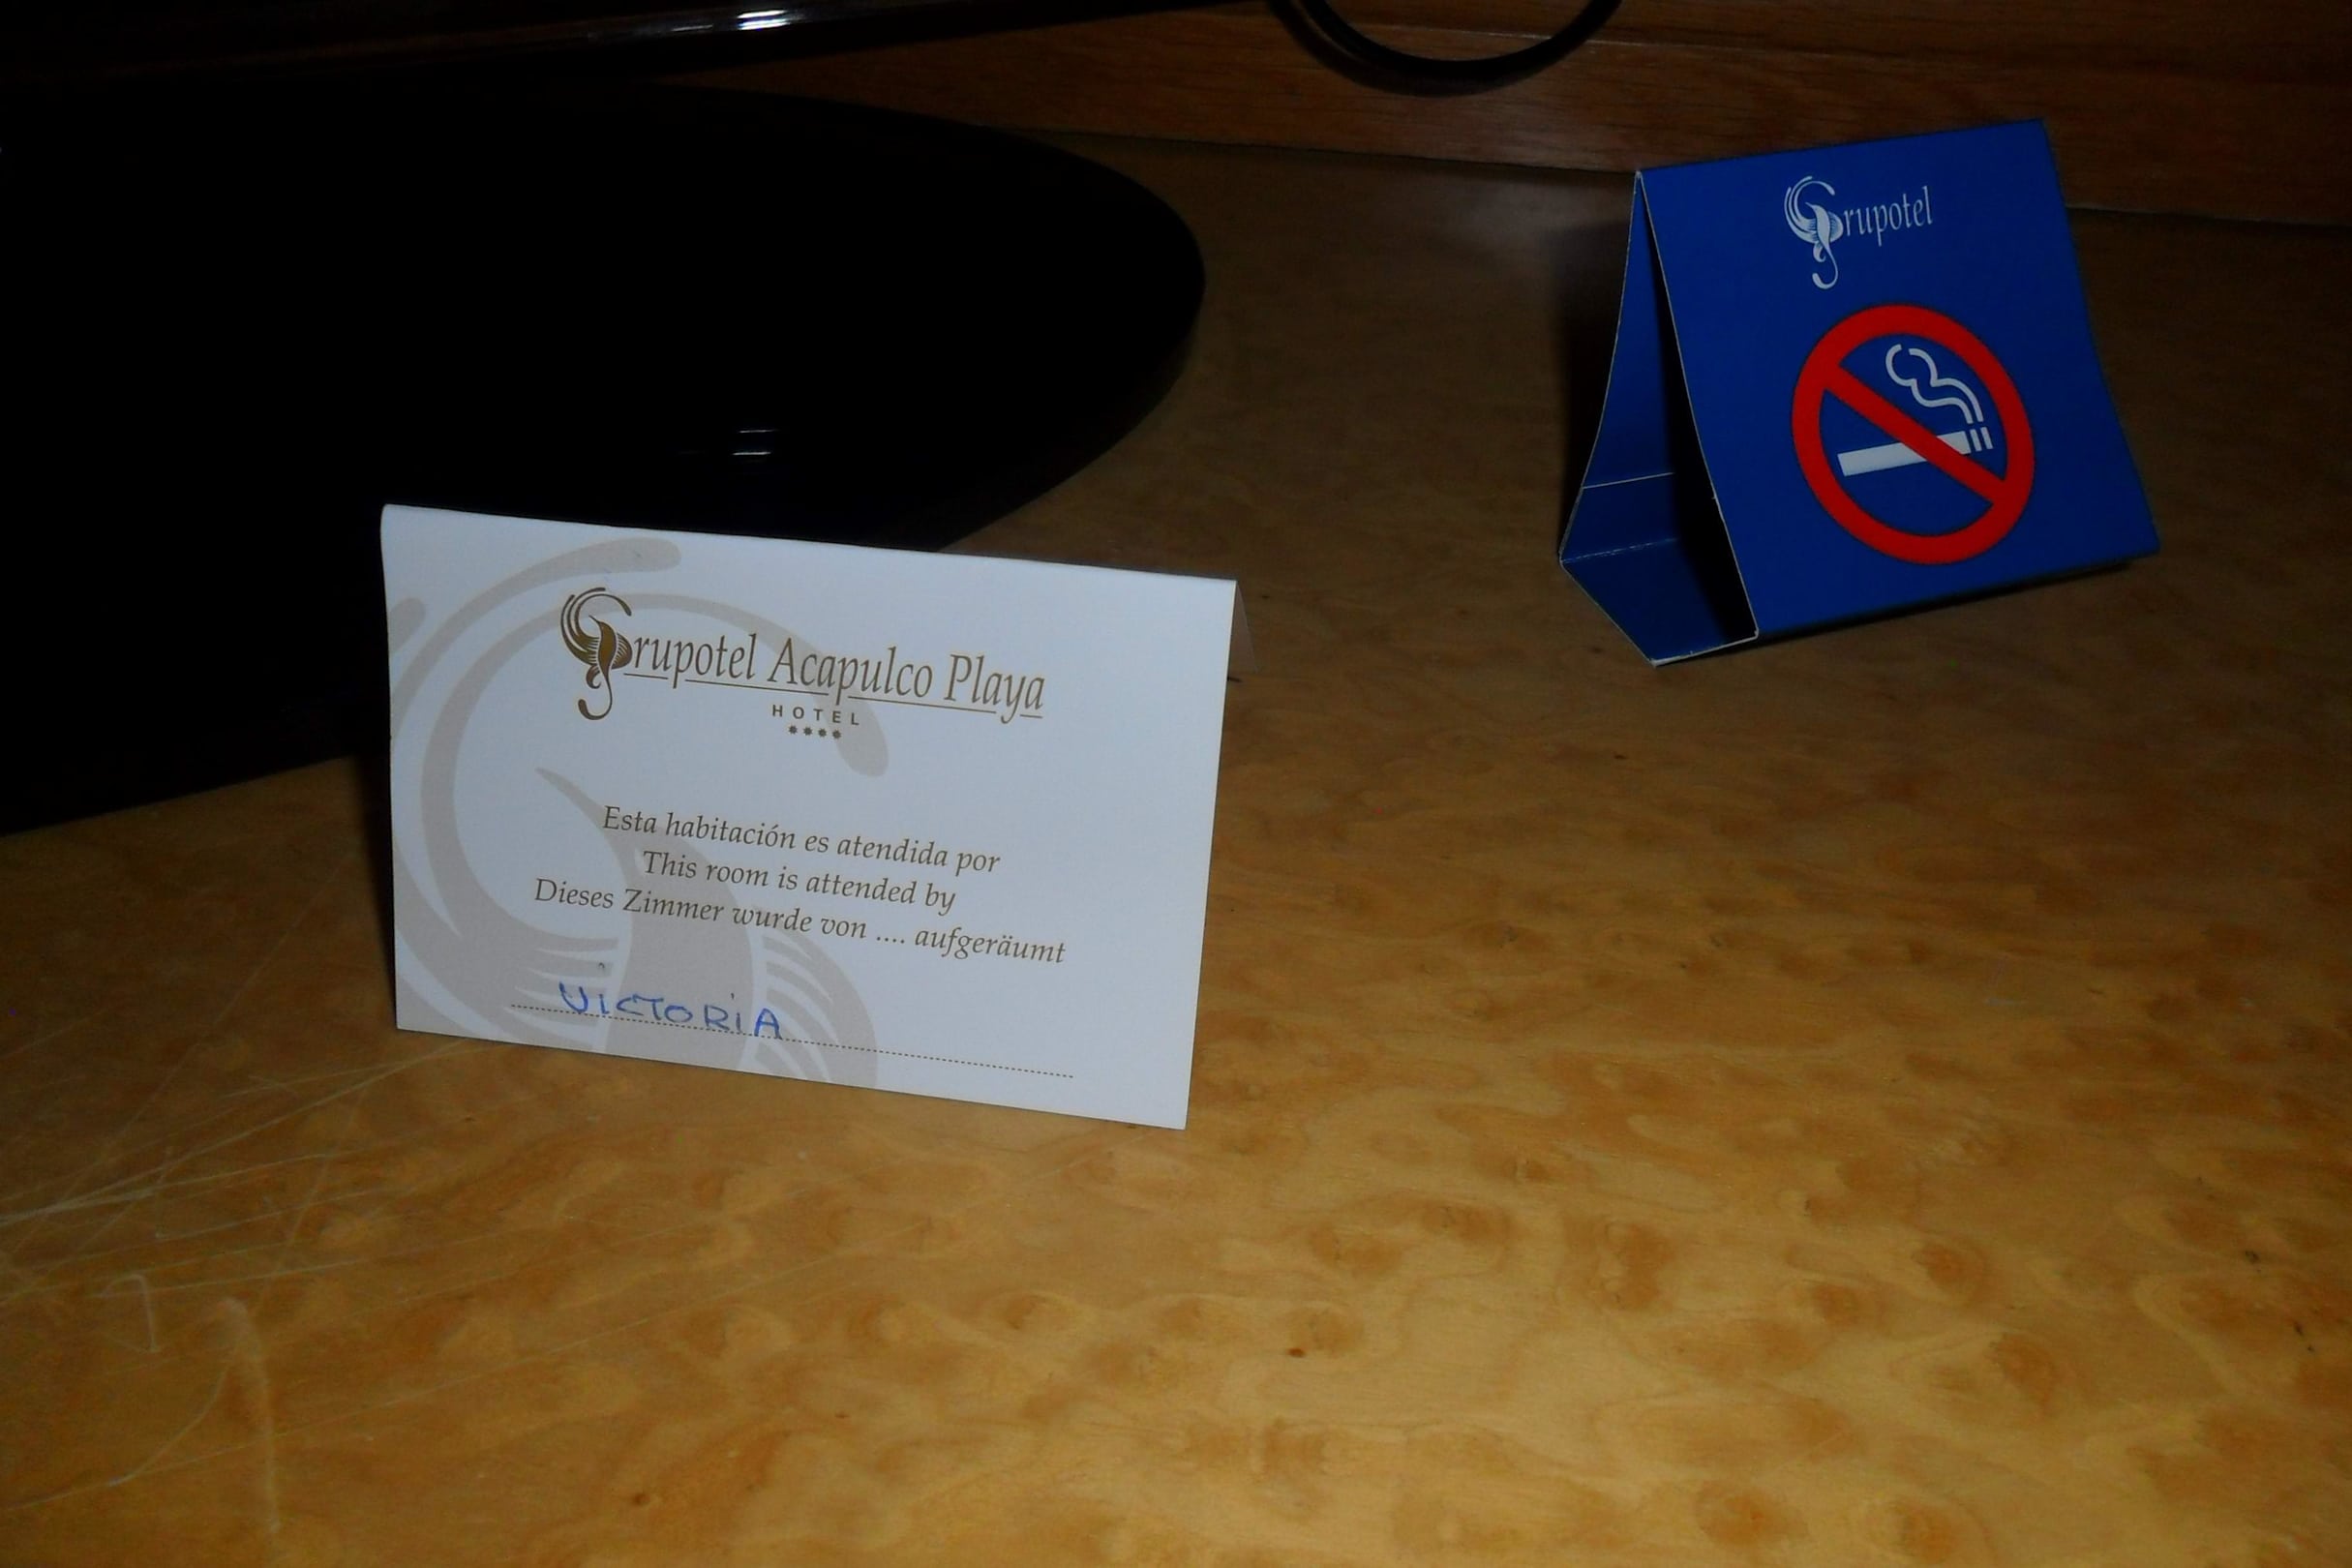 Grupotel Acapulco Playa
HOTEL
Esta habitación es atendida por
This room is attended by
Dieses Zimmer wurde von .... aufgeräumt
VICTORiA
Grupotel